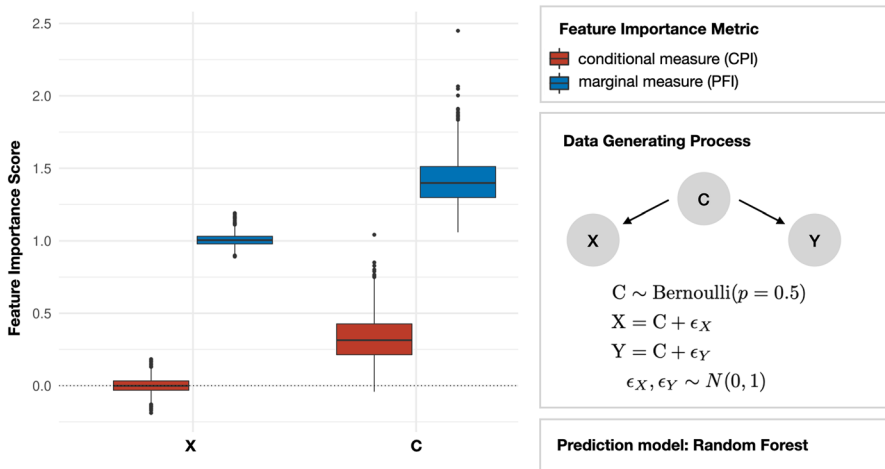 Feature Importance Score
2.5
2.0
1.5
1.0
0.5
0.0
X
C
Feature Importance Metric
conditional measure (CPI)
marginal measure (PFI)
Data Generating Process
C
X
Y
C ~ Bernoulli(p = 0.5)
X = C + ϵ_X
Y = C + ϵ_Y
ϵ_X, ϵ_Y ~ N(0, 1)
Prediction model: Random Forest